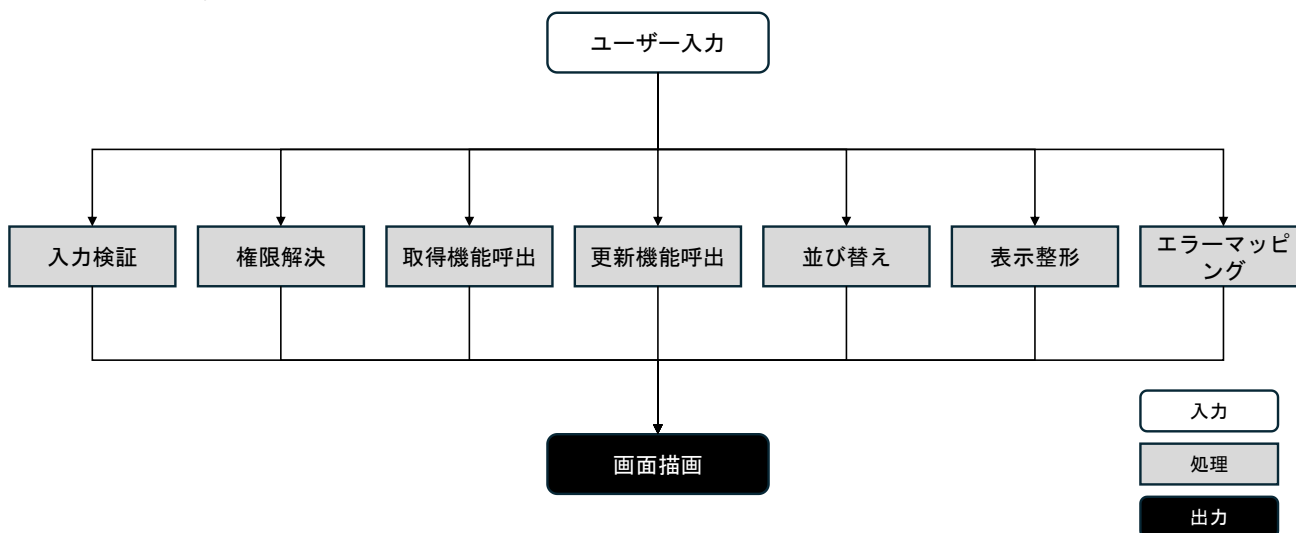 ユーザー入力
入力検証
権限解決
取得機能呼出
更新機能呼出
並び替え
表示整形
エラーマッピ
ング
画面描画
入力
処理
出力